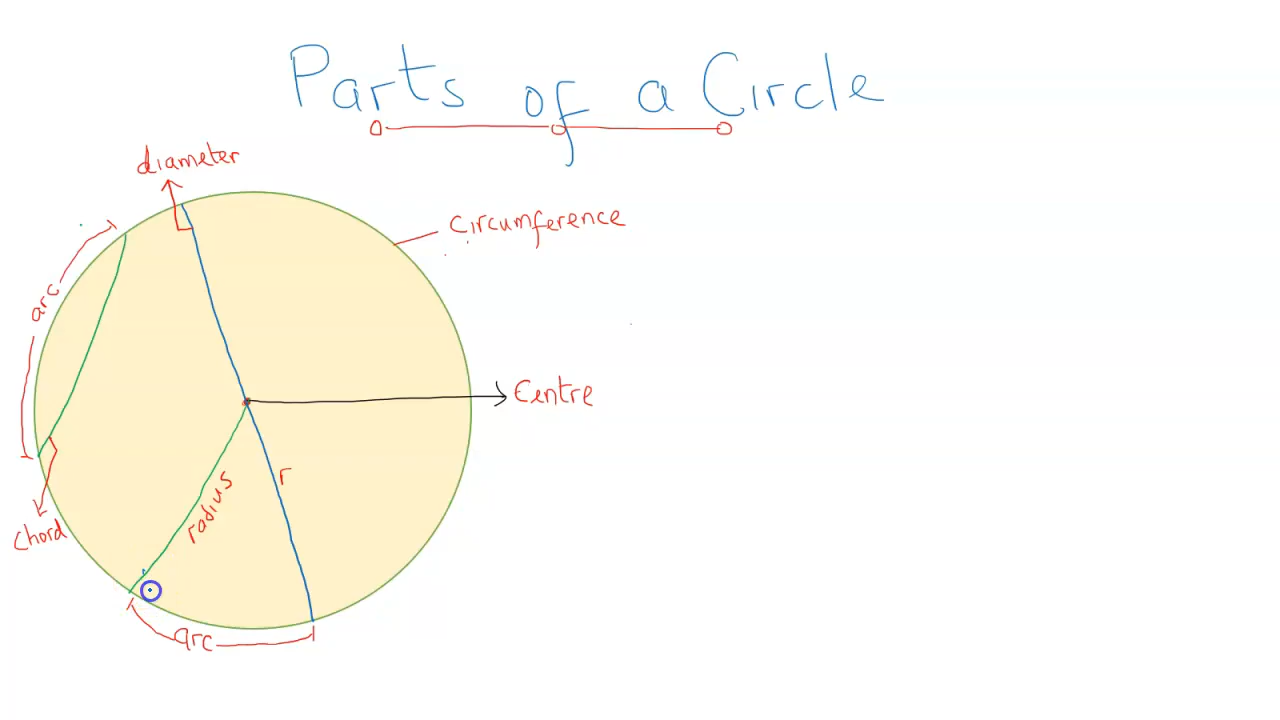 Parts of a Circle
diameter
Circumference
arc
Centre
r
radius
Chord
arc